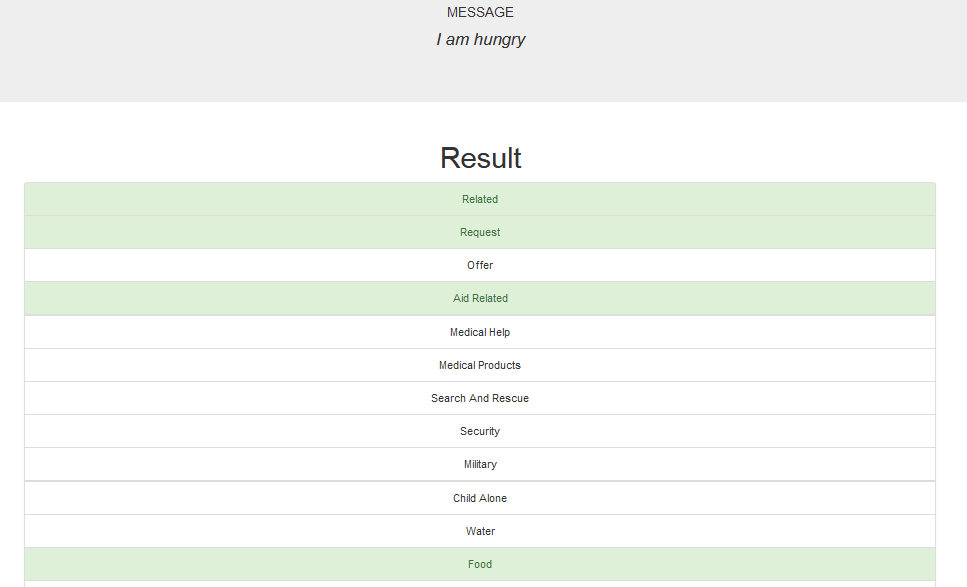 MESSAGE
I am hungry
Result
Related
Request
Offer
Aid Related
Medical Help
Medical Products
Search And Rescue
Security
Military
Child Alone
Water
Food